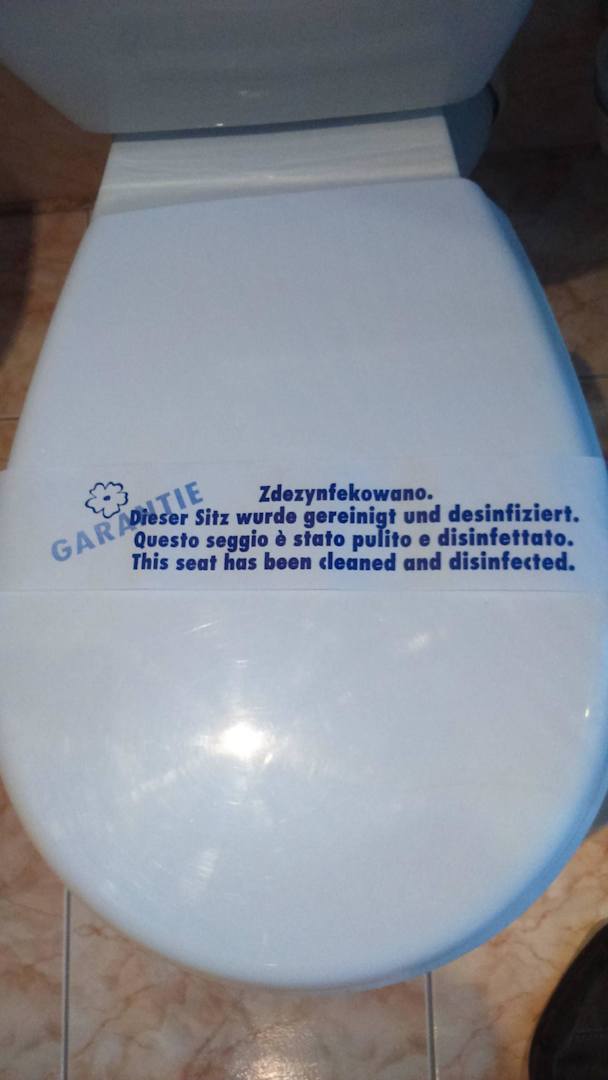 GARANTIE
Zdezynfekowano.
Dieser Sitz wurde gereinigt und desinfiziert.
Questo seggio è stato pulito e disinfettato.
This seat has been cleaned and disinfected.